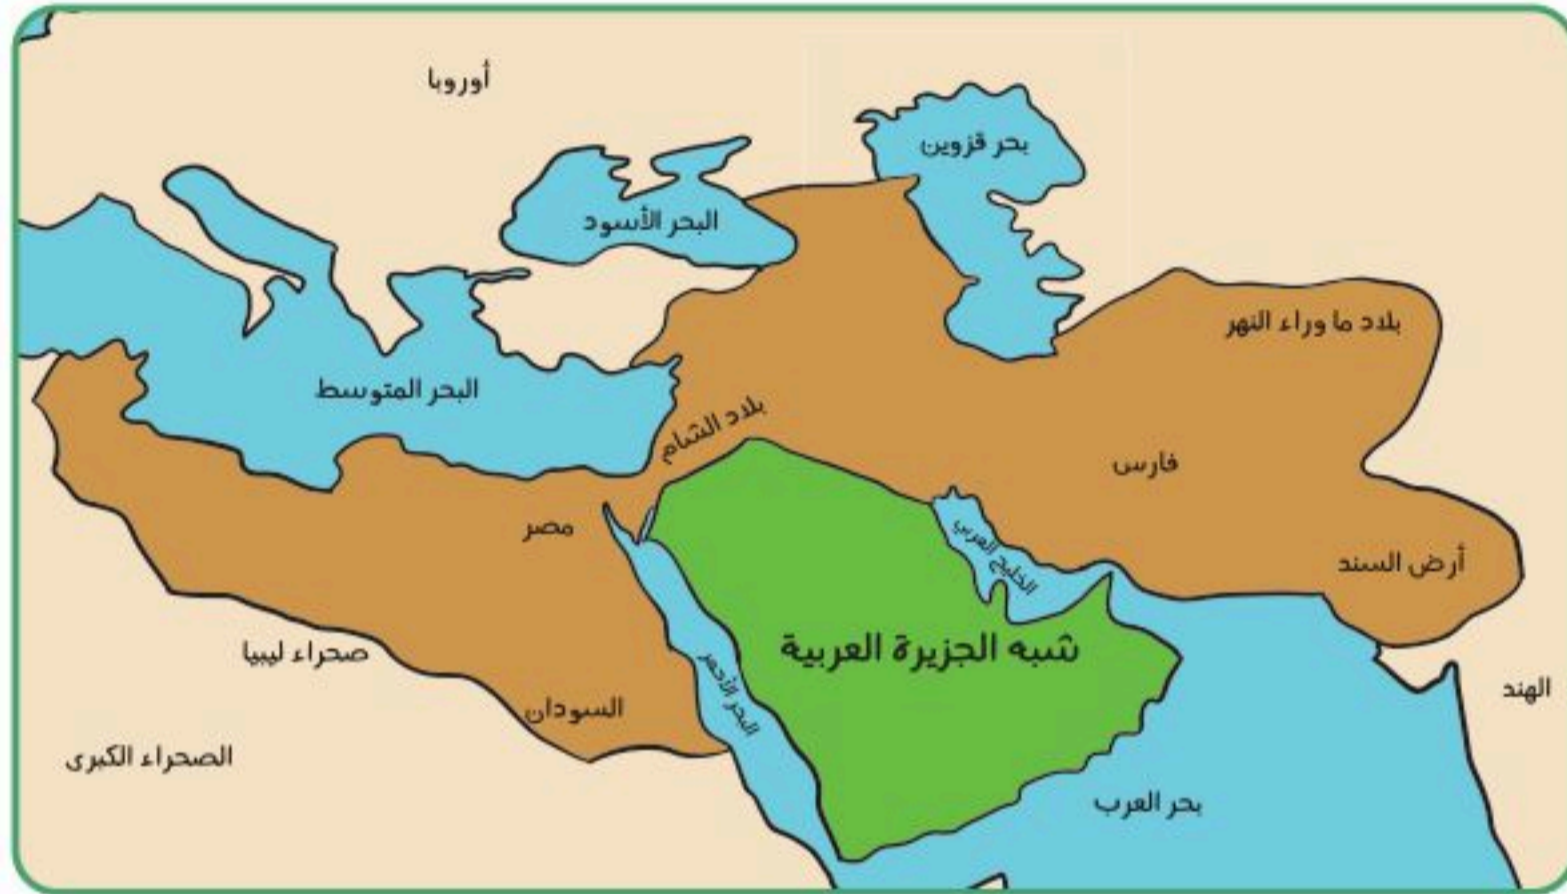 أوروبا
بحر قزوين
البحر الأسود
بلاد ما وراء النهر
البحر المتوسط
بلاد الشام
فارس
مصر
الخليج العربي
أرض السند
شبه الجزيرة العربية
صحراء ليبيا
البحر الأحمر
الهند
السودان
الصحراء الكبرى
بحر العرب